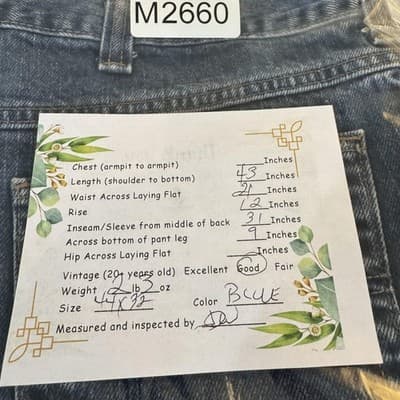 M2660
Chest (armpit to armpit) ___ Inches
Length (shoulder to bottom) 43 Inches
Waist Across Laying Flat 21 Inches
Rise 12 Inches
Inseam/Sleeve from middle of back 31 Inches
Across bottom of pant leg 9 Inches
Hip Across Laying Flat ___ Inches
Vintage (20+ years old) Excellent Good Fair
Weight 2 lb 3 oz
Size 44x32 Color BLUE
Measured and inspected by